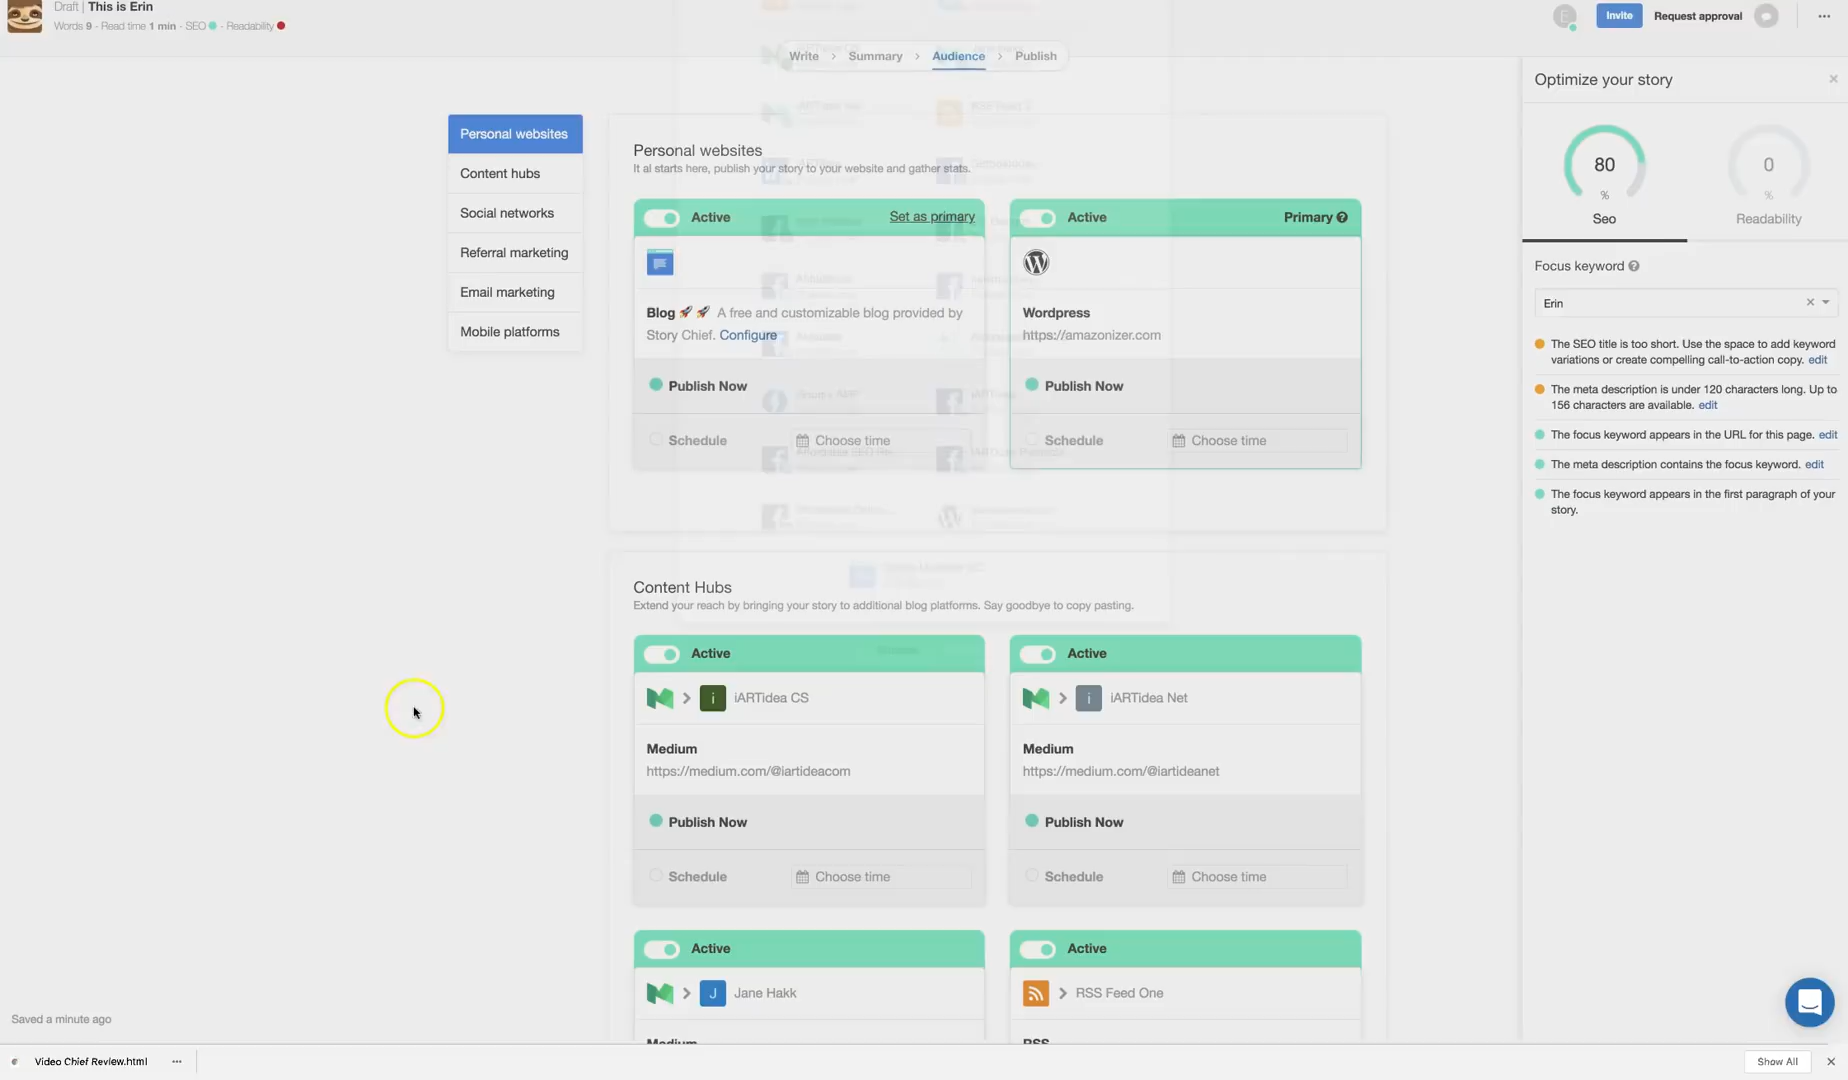 Draft | This is Erin
Words 9 - Read time 1 min - SEO - Readability
Write > Summary > Audience > Publish
E
Invite
Request approval
Personal websites
Content hubs
Social networks
Referral marketing
Email marketing
Mobile platforms
Personal websites
It al starts here, publish your story to your website and gather stats.
Active
Set as primary
Blog 🚀 🚀 A free and customizable blog provided by
Story Chief. Configure
Publish Now
Schedule
Choose time
Active
Primary
Wordpress
https://amazonizer.com
Publish Now
Schedule
Choose time
Content Hubs
Extend your reach by bringing your story to additional blog platforms. Say goodbye to copy pasting.
Active
i iARTidea CS
Medium
https://medium.com/@iartideacom
Publish Now
Schedule
Choose time
Active
i iARTidea Net
Medium
https://medium.com/@iartideanet
Publish Now
Schedule
Choose time
Active
J Jane Hakk
Medium
Active
RSS Feed One
RSS
Optimize your story
80
%
Seo
0
%
Readability
Focus keyword
Erin
The SEO title is too short. Use the space to add keyword
variations or create compelling call-to-action copy. edit
The meta description is under 120 characters long. Up to
156 characters are available. edit
The focus keyword appears in the URL for this page. edit
The meta description contains the focus keyword. edit
The focus keyword appears in the first paragraph of your
story.
Saved a minute ago
Video Chief Review.html
Show All